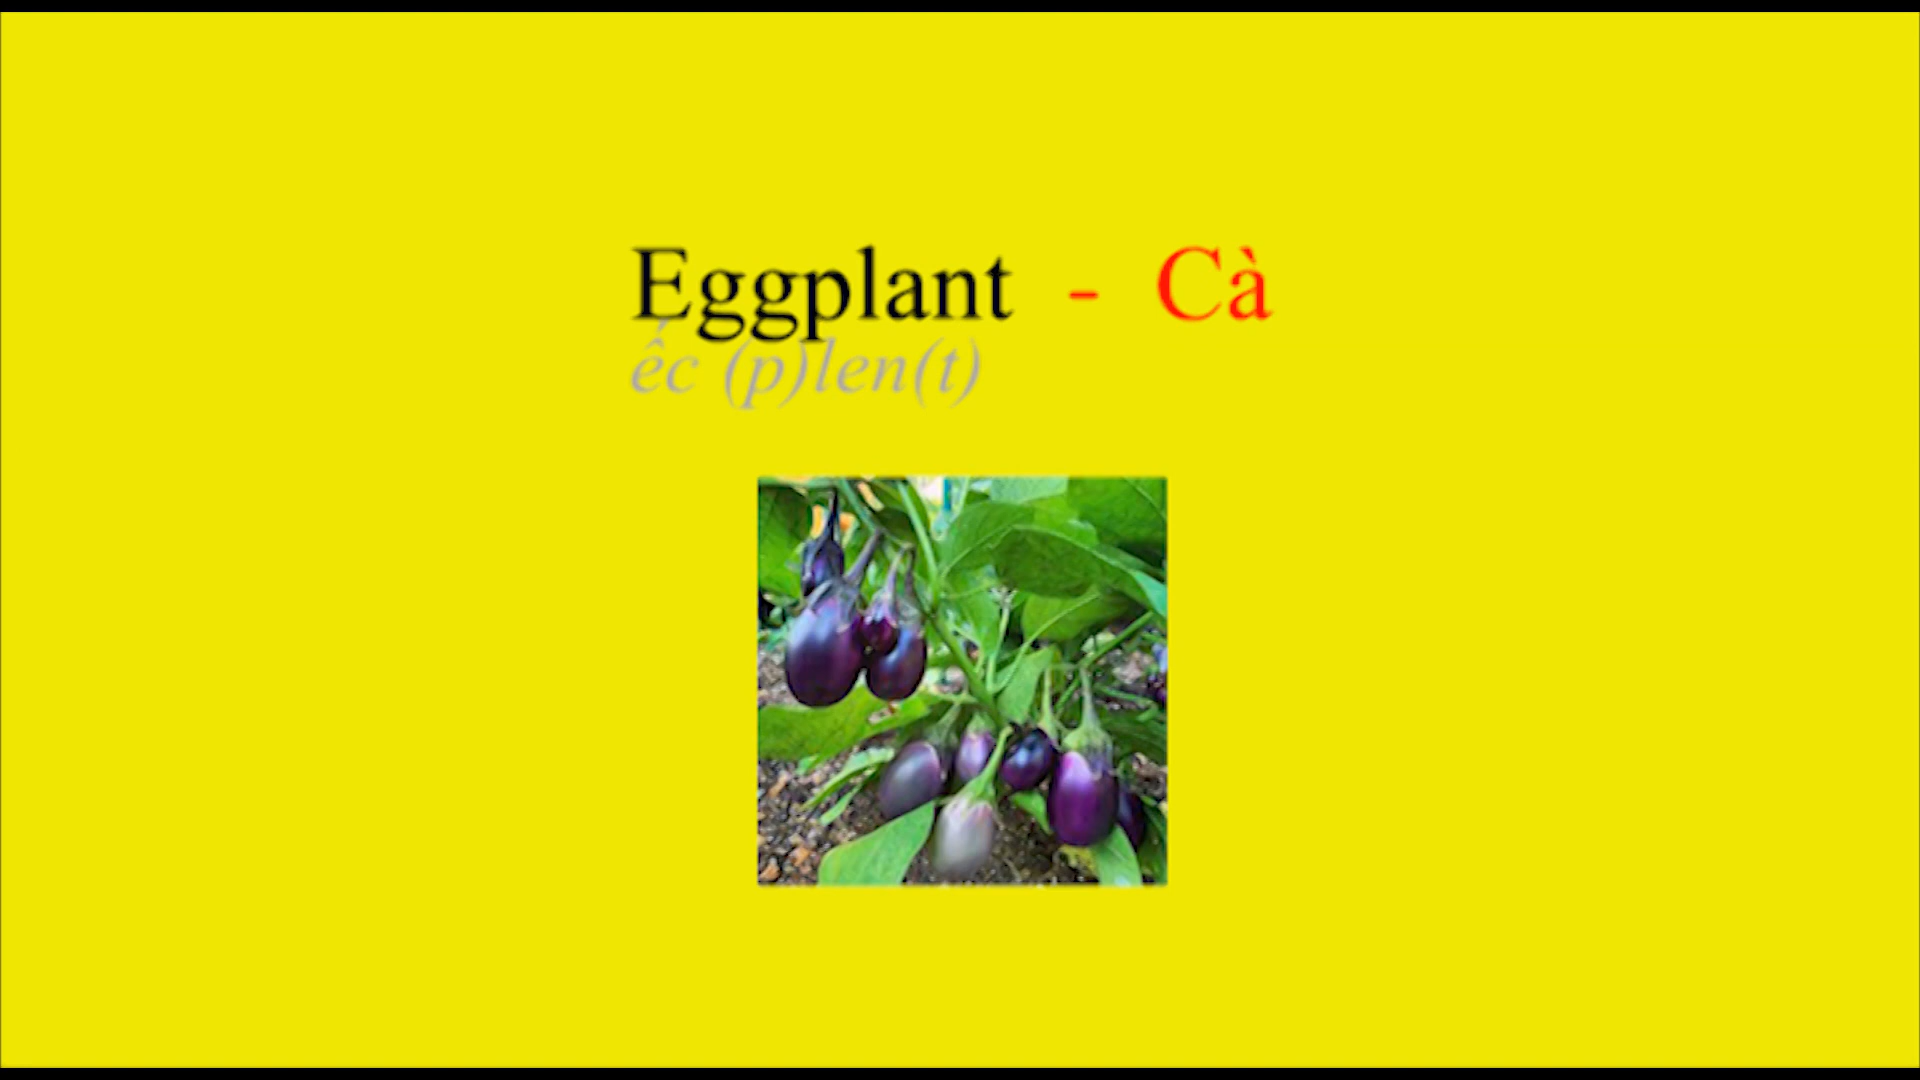 Eggplant - Cà
ếc (p)len(t)